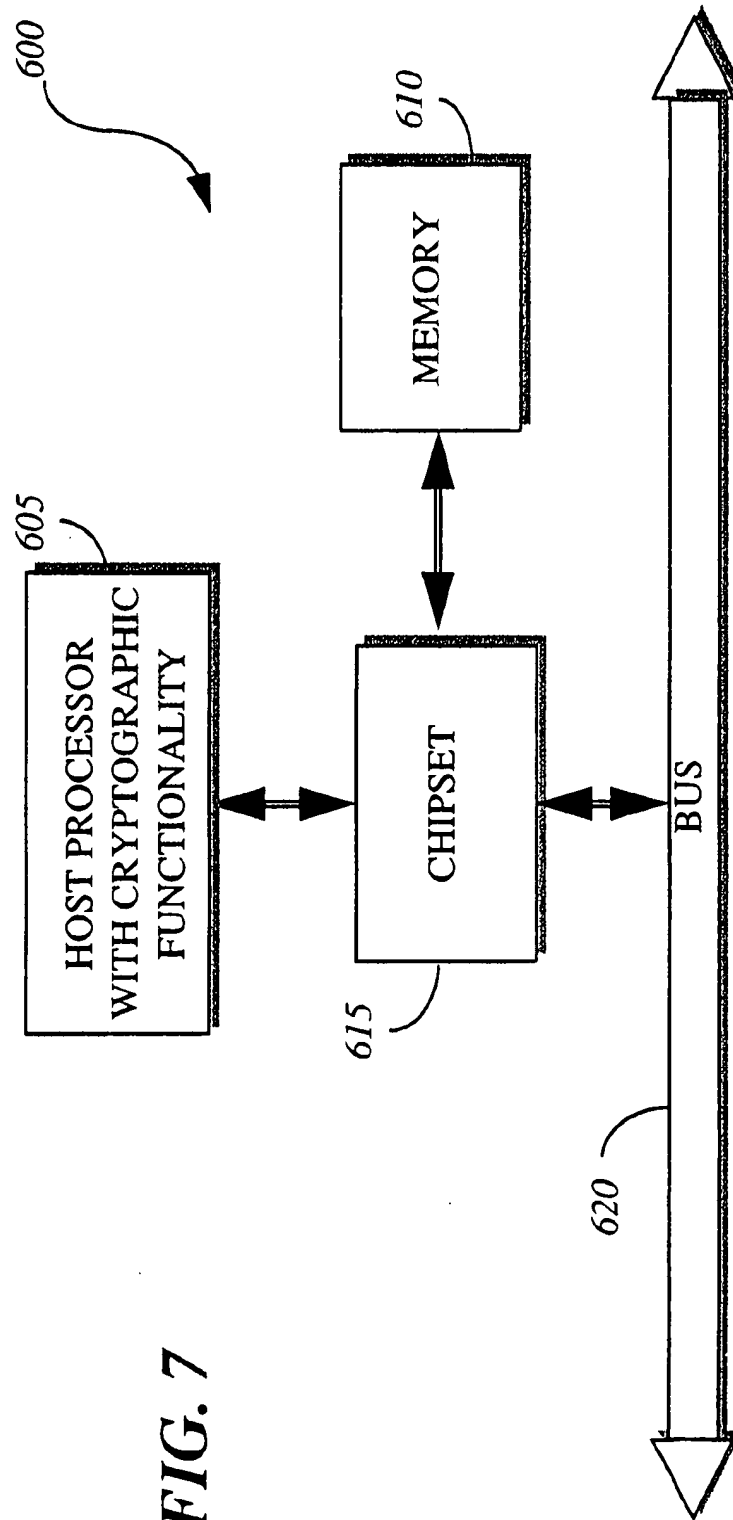 600
605
HOST PROCESSOR
WITH CRYPTOGRAPHIC
FUNCTIONALITY
610
MEMORY
CHIPSET
615
BUS
620
FIG. 7